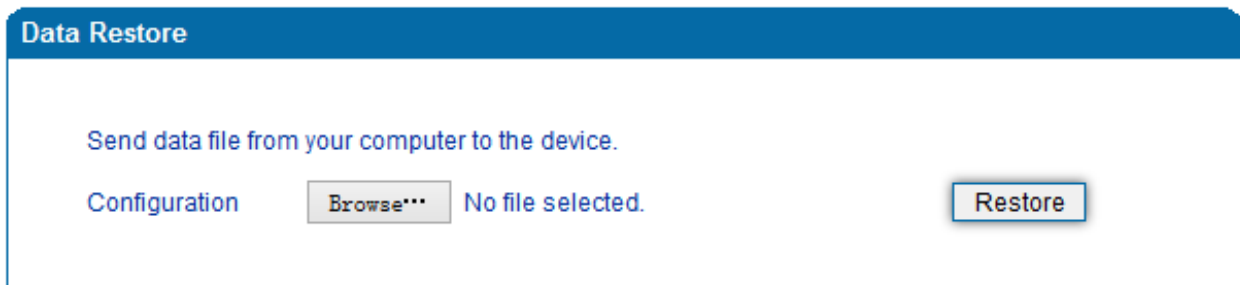 Data Restore
Send data file from your computer to the device.
Configuration Browse… No file selected. Restore